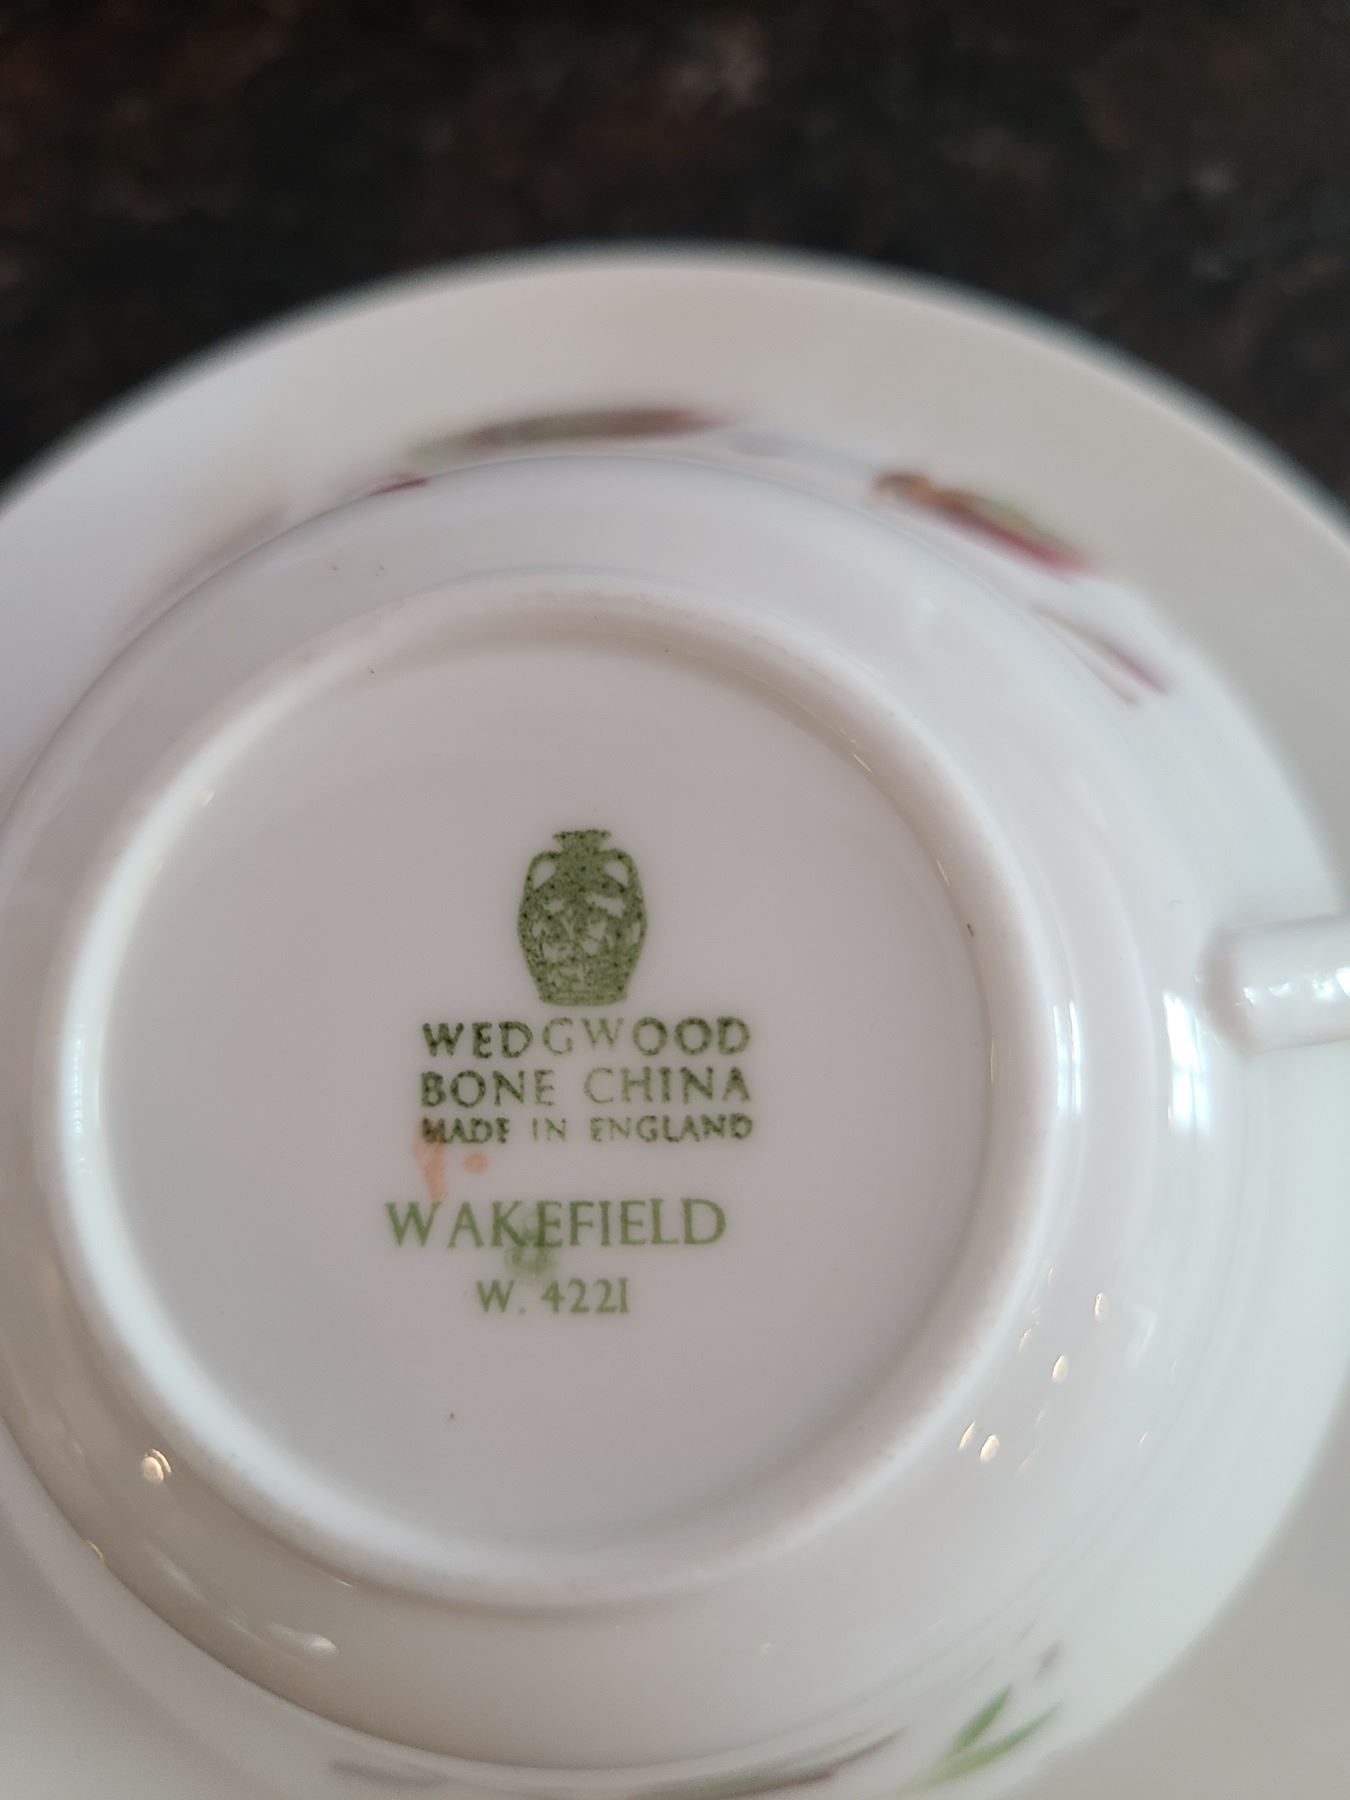 WEDGWOOD
BONE CHINA
MADE IN ENGLAND
WAKEFIELD
W. 4221